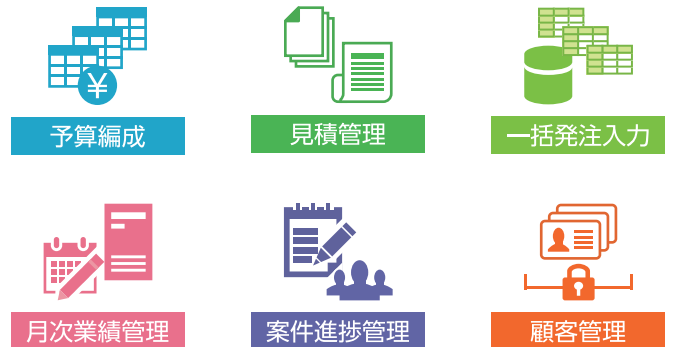 ¥
予算編成
見積管理
一括発注入力
月次業績管理
案件進捗管理
顧客管理